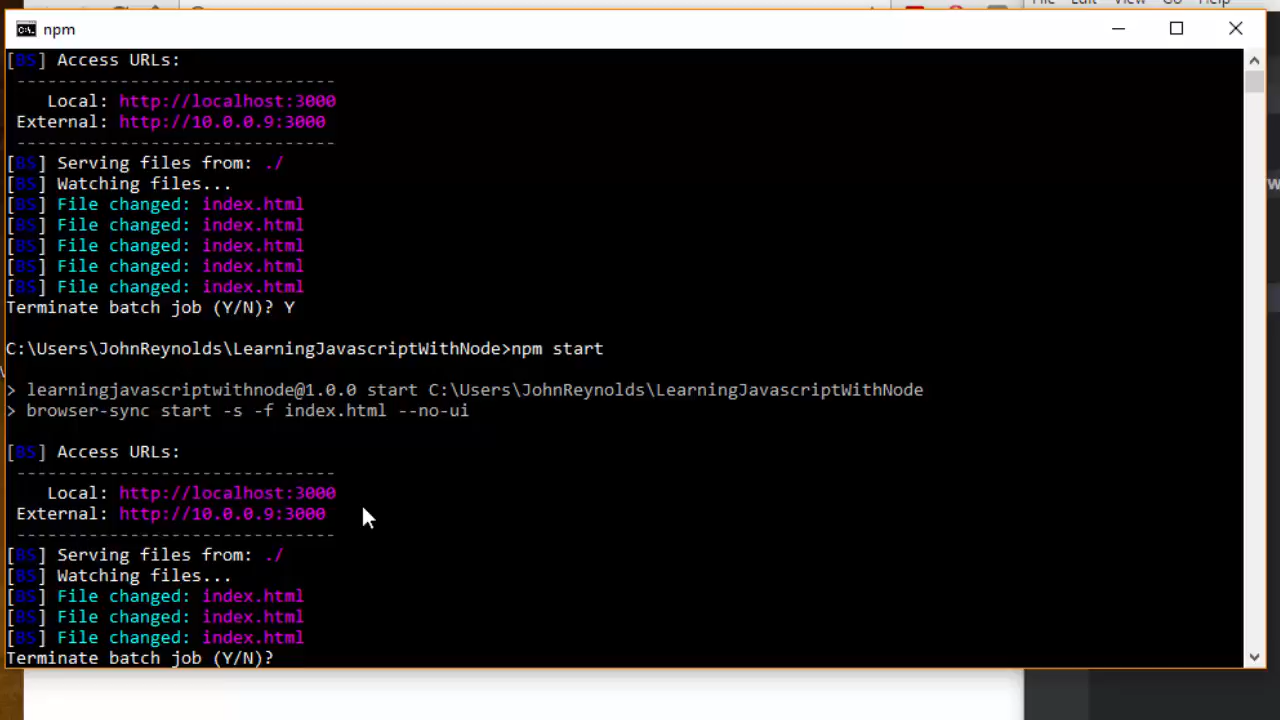 File Edit View Go Help
npm
[BS] Access URLs:
--------------------------------
Local: http://localhost:3000
External: http://10.0.0.9:3000
--------------------------------
[BS] Serving files from: ./
[BS] Watching files...
[BS] File changed: index.html
[BS] File changed: index.html
[BS] File changed: index.html
[BS] File changed: index.html
[BS] File changed: index.html
Terminate batch job (Y/N)? Y
C:\Users\JohnReynolds\LearningJavascriptWithNode>npm start
> learningjavascriptwithnode@1.0.0 start C:\Users\JohnReynolds\LearningJavascriptWithNode
> browser-sync start -s -f index.html --no-ui
[BS] Access URLs:
--------------------------------
Local: http://localhost:3000
External: http://10.0.0.9:3000
--------------------------------
[BS] Serving files from: ./
[BS] Watching files...
[BS] File changed: index.html
[BS] File changed: index.html
[BS] File changed: index.html
Terminate batch job (Y/N)?